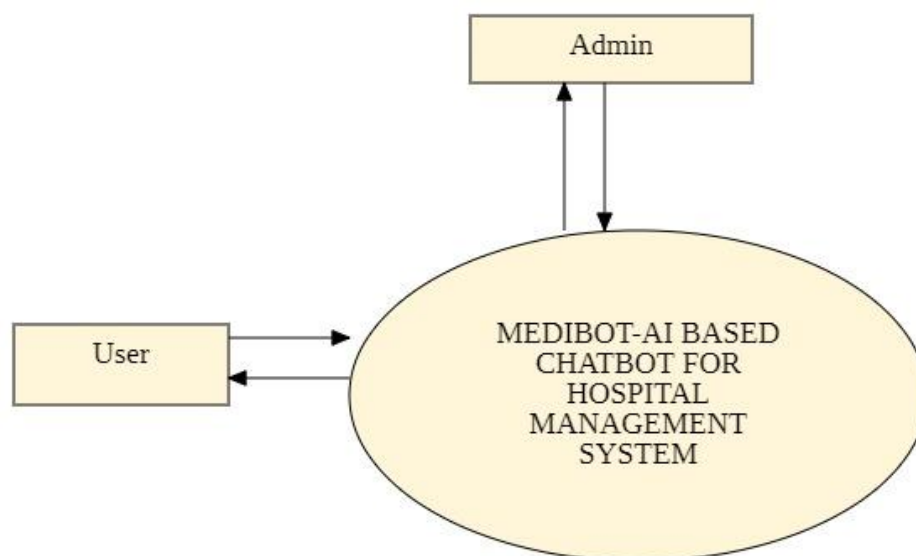 Admin
User
MEDIBOT-AI BASED
CHATBOT FOR
HOSPITAL
MANAGEMENT
SYSTEM